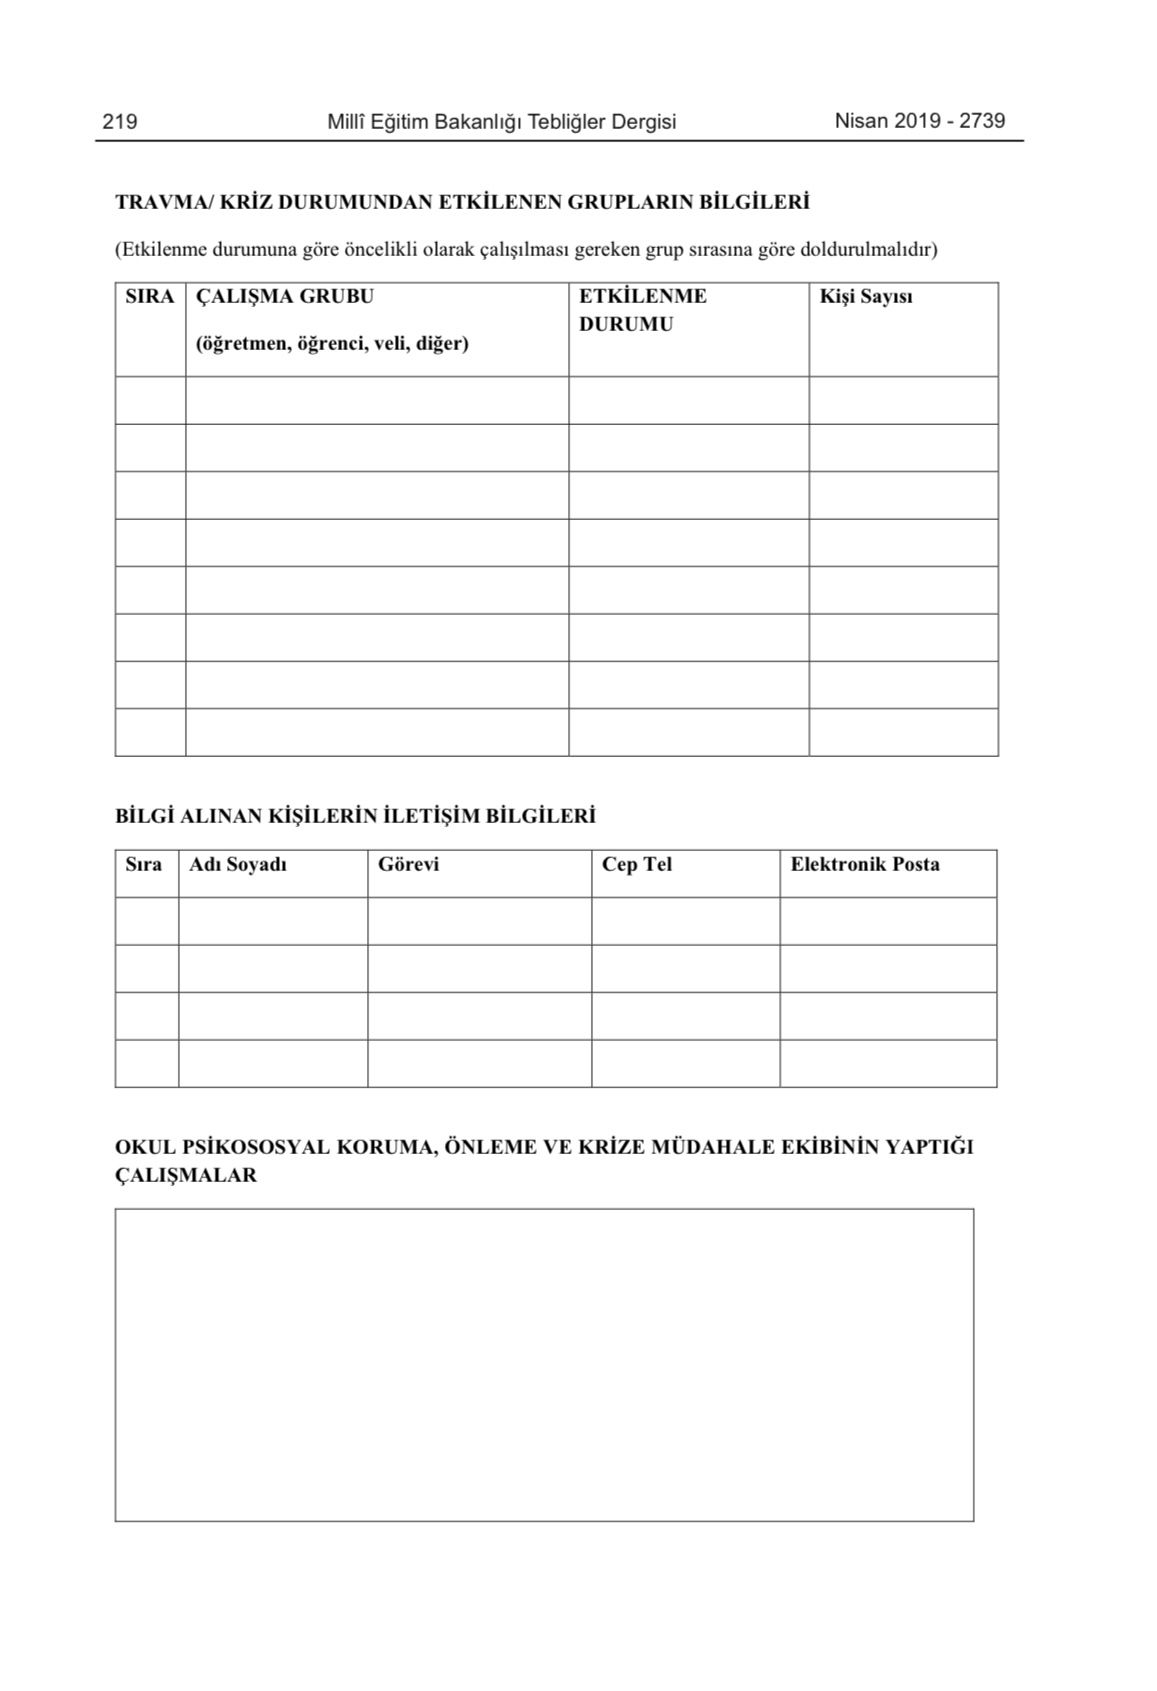 219 Millî Eğitim Bakanlığı Tebliğler Dergisi Nisan 2019 - 2739
TRAVMA/ KRİZ DURUMUNDAN ETKİLENEN GRUPLARIN BİLGİLERİ
(Etkilenme durumuna göre öncelikli olarak çalışılması gereken grup sırasına göre doldurulmalıdır)
SIRA ÇALIŞMA GRUBU ETKİLENME Kişi Sayısı
DURUMU
(öğretmen, öğrenci, veli, diğer)
BİLGİ ALINAN KİŞİLERİN İLETİŞİM BİLGİLERİ
Sıra Adı Soyadı Görevi Cep Tel Elektronik Posta
OKUL PSİKOSOSYAL KORUMA, ÖNLEME VE KRİZE MÜDAHALE EKİBİNİN YAPTIĞI
ÇALIŞMALAR